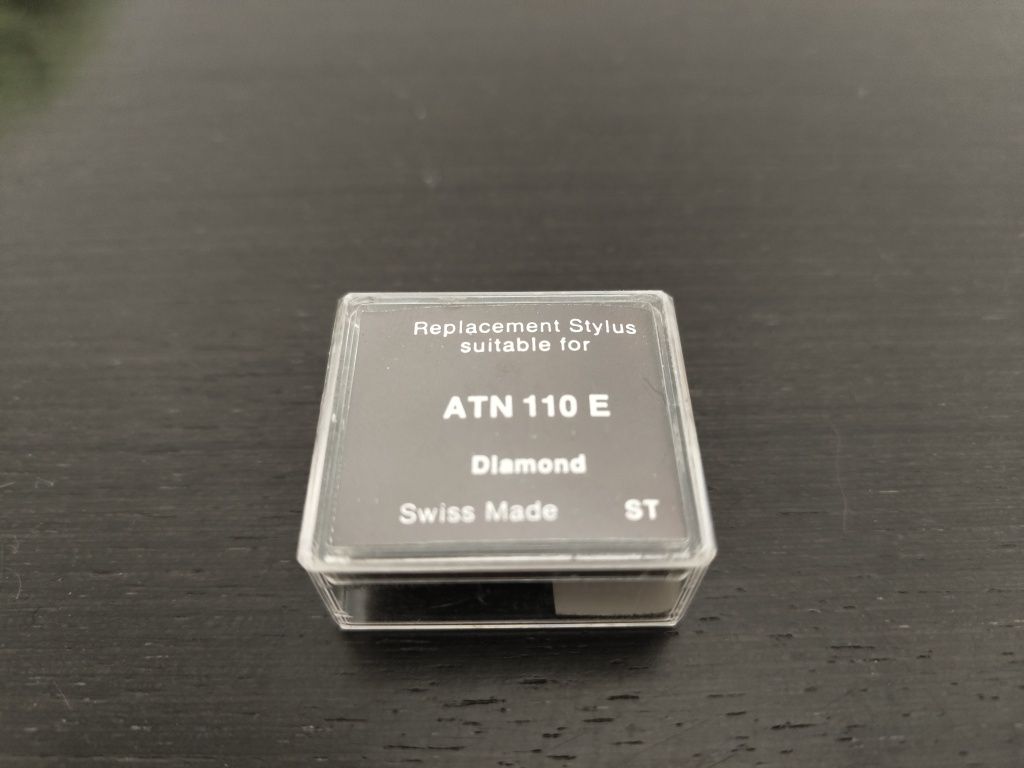 Replacement Stylus
suitable for
ATN 110 E
Diamond
Swiss Made ST